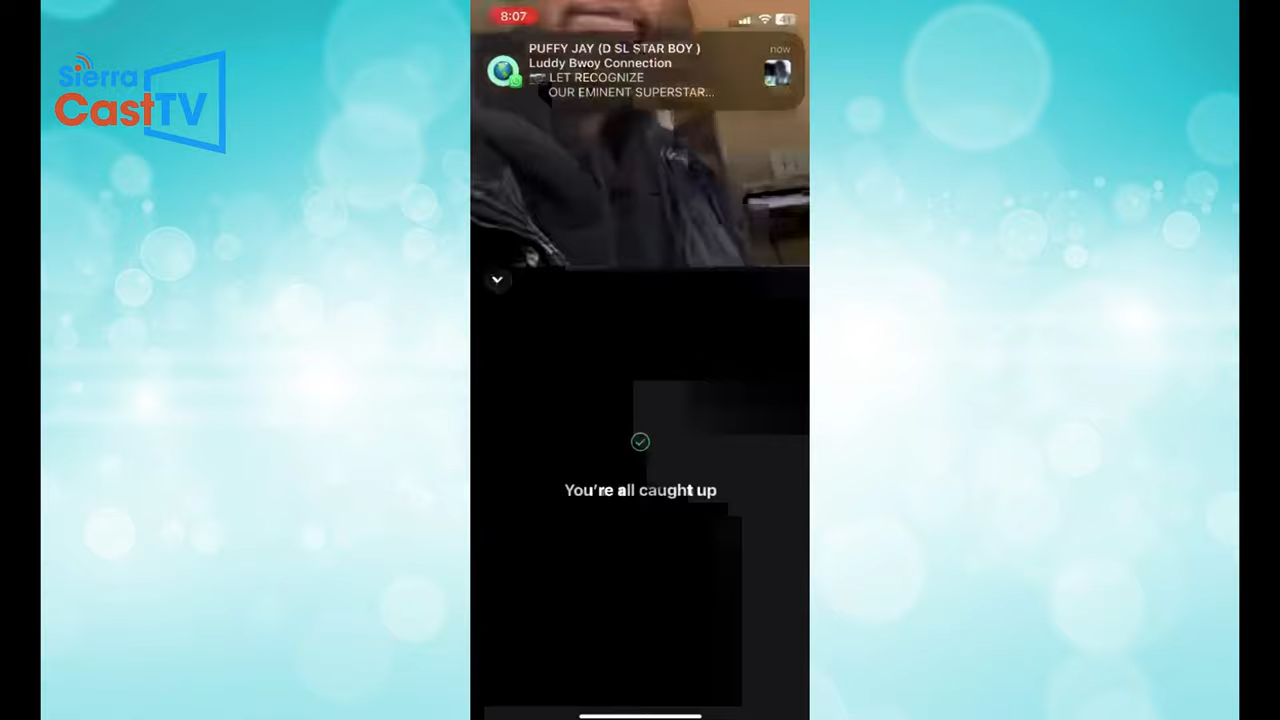 Sierra
CastTV
8:07
41
PUFFY JAY (D SL STAR BOY )
now
Luddy Bwoy Connection
LET RECOGNIZE
OUR EMINENT SUPERSTAR...
You're all caught up